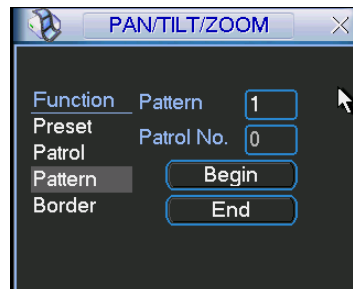 PAN/TILT/ZOOM
Function
Preset
Patrol
Pattern
Border
Pattern 1
Patrol No. 0
Begin
End